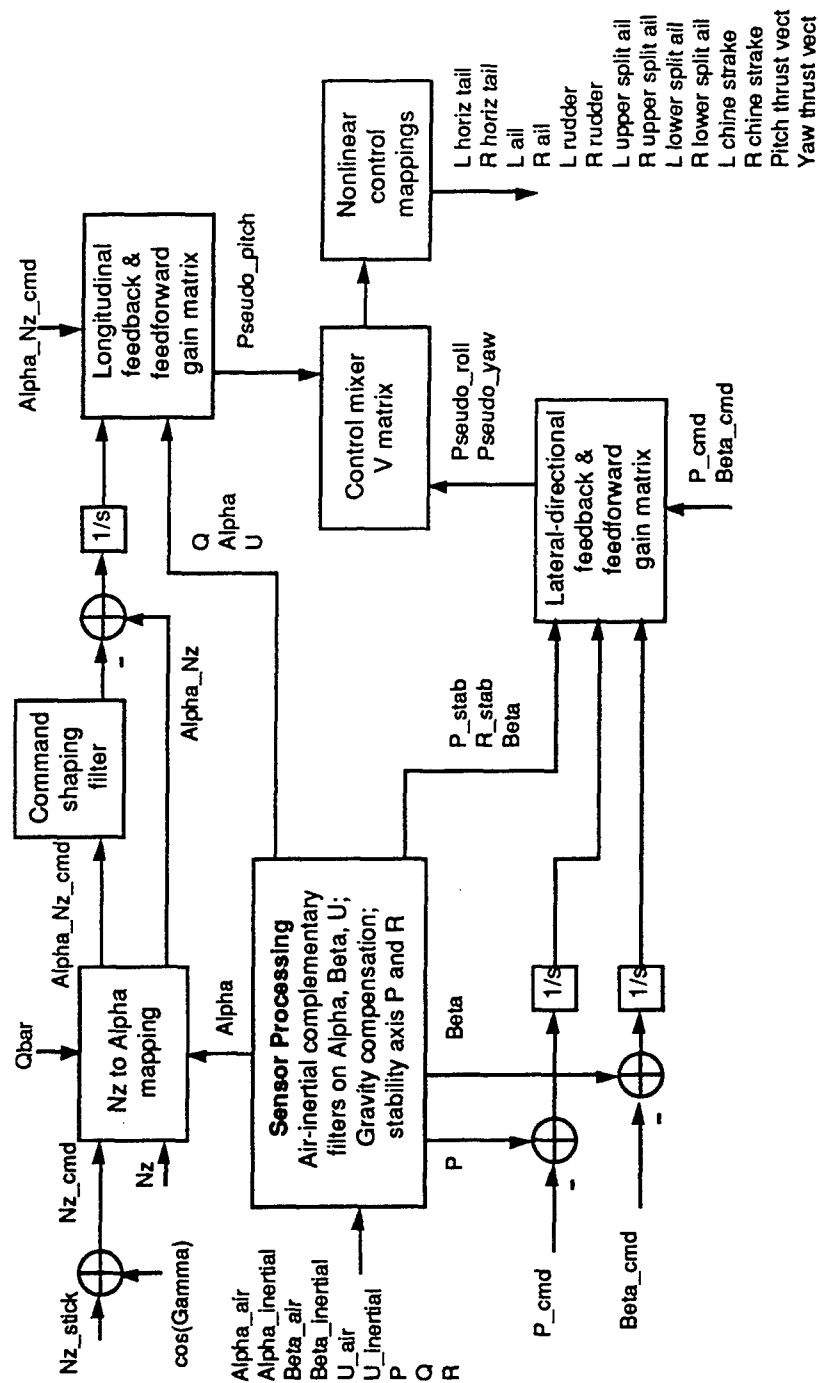 Nz_stick
cos(Gamma)
Nz_cmd
Nz
Qbar
Nz to Alpha
mapping
Alpha_Nz_cmd
Command
shaping
filter
-
1/s
Alpha_Nz_cmd
Longitudinal
feedback &
feedforward
gain matrix
Alpha_Nz
Alpha
Q
Alpha
U
Pseudo_pitch
Alpha_air
Alpha_inertial
Beta_air
Beta_inertial
U_air
U_inertial
P
Q
R
Sensor Processing
Air-inertial complementary
filters on Alpha, Beta, U;
Gravity compensation;
stability axis P and R
P_stab
R_stab
Beta
Control mixer
V matrix
Nonlinear
control
mappings
Pseudo_roll
Pseudo_yaw
L horiz tail
R horiz tail
L ail
R ail
L rudder
R rudder
L upper split ail
R upper split ail
L lower split ail
R lower split ail
L chine strake
R chine strake
Pitch thrust vect
Yaw thrust vect
P
Beta
P_cmd
-
1/s
Beta_cmd
-
1/s
Lateral-directional
feedback &
feedforward
gain matrix
P_cmd
Beta_cmd